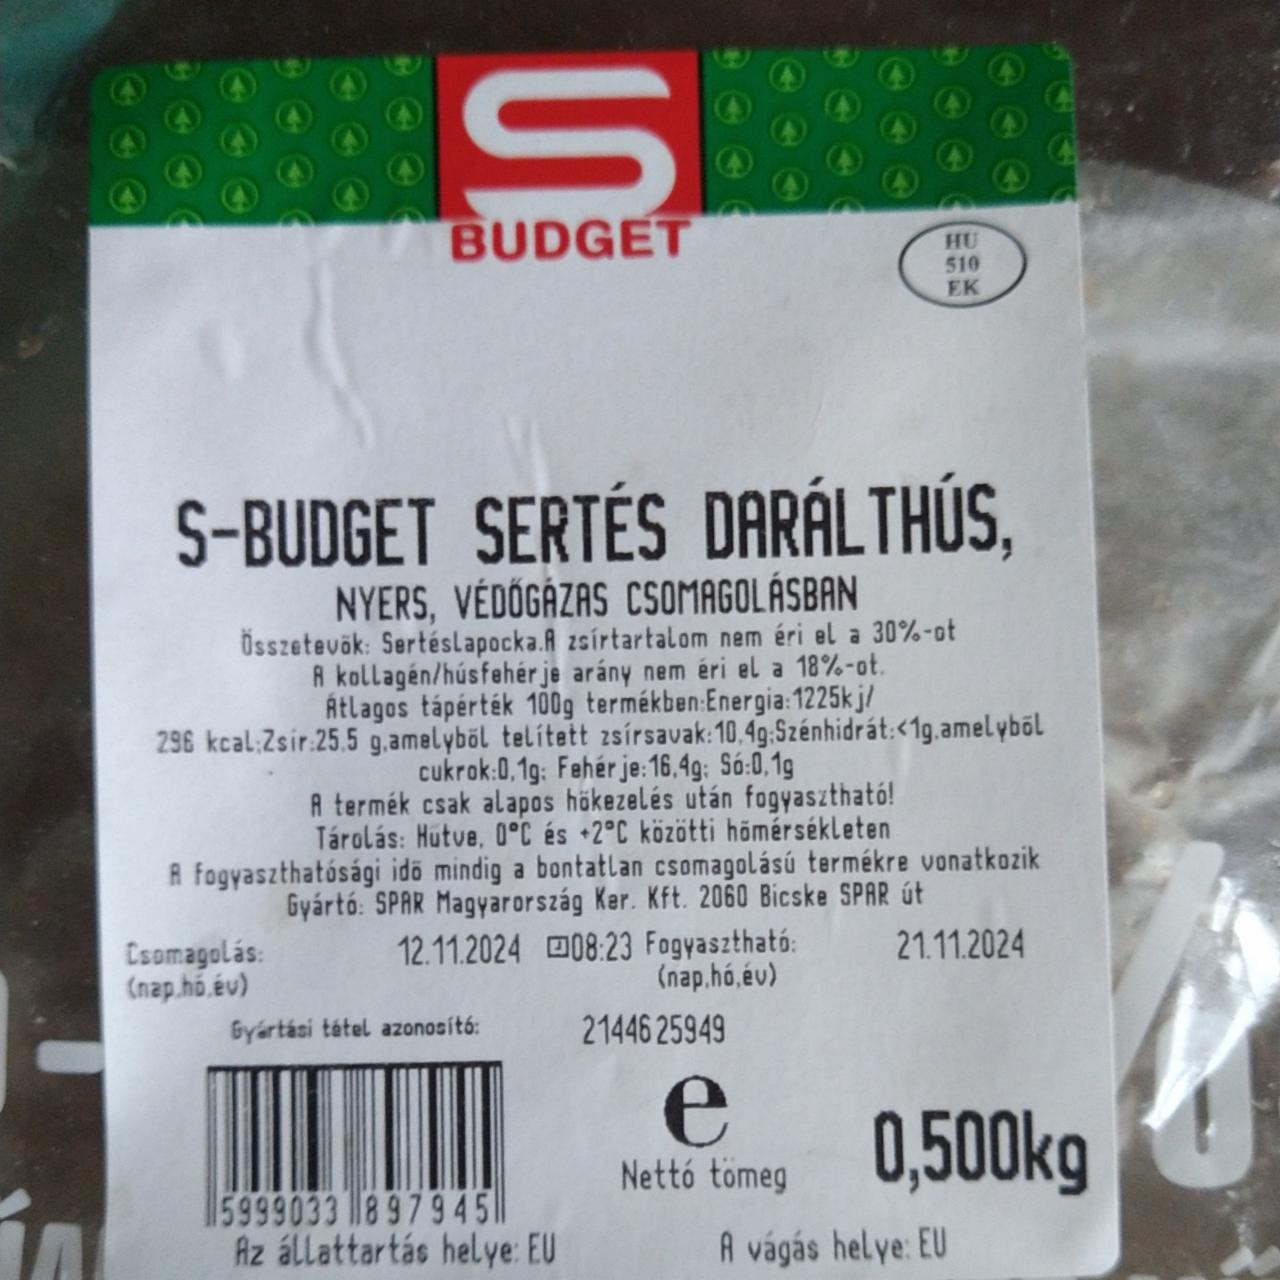 S
BUDGET
HU
510
EK
S-BUDGET SERTÉS DARÁLTHÚS,
NYERS, VÉDŐGÁZAS CSOMAGOLÁSBAN
Összetevők: Sertéslapocka.A zsírtartalom nem éri el a 30%-ot
A kollagén/húsfehérje arány nem éri el a 18%-ot.
Átlagos tápérték 100g termékben:Energia:1225kj/
296 kcal;Zsír:25.5 g,amelyből telített zsírsavak:10,4g;Szénhidrát:<1g,amelyből
cukrok:0,1g; Fehérje:16,4g; Só:0,1g
A termék csak alapos hőkezelés után fogyasztható!
Tárolás: Hűtve, 0°C és +2°C közötti hőmérsékleten
A fogyaszthatósági idő mindig a bontatlan csomagolású termékre vonatkozik
Gyártó: SPAR Magyarország Ker. Kft. 2060 Bicske SPAR út
Csomagolás: 12.11.2024 08:23 Fogyasztható: 21.11.2024
(nap,hó,év) (nap,hó,év)
Gyártási tétel azonosító: 2144625949
e
Nettó tömeg 0,500kg
5999033 897945
Az állattartás helye: EU A vágás helye: EU